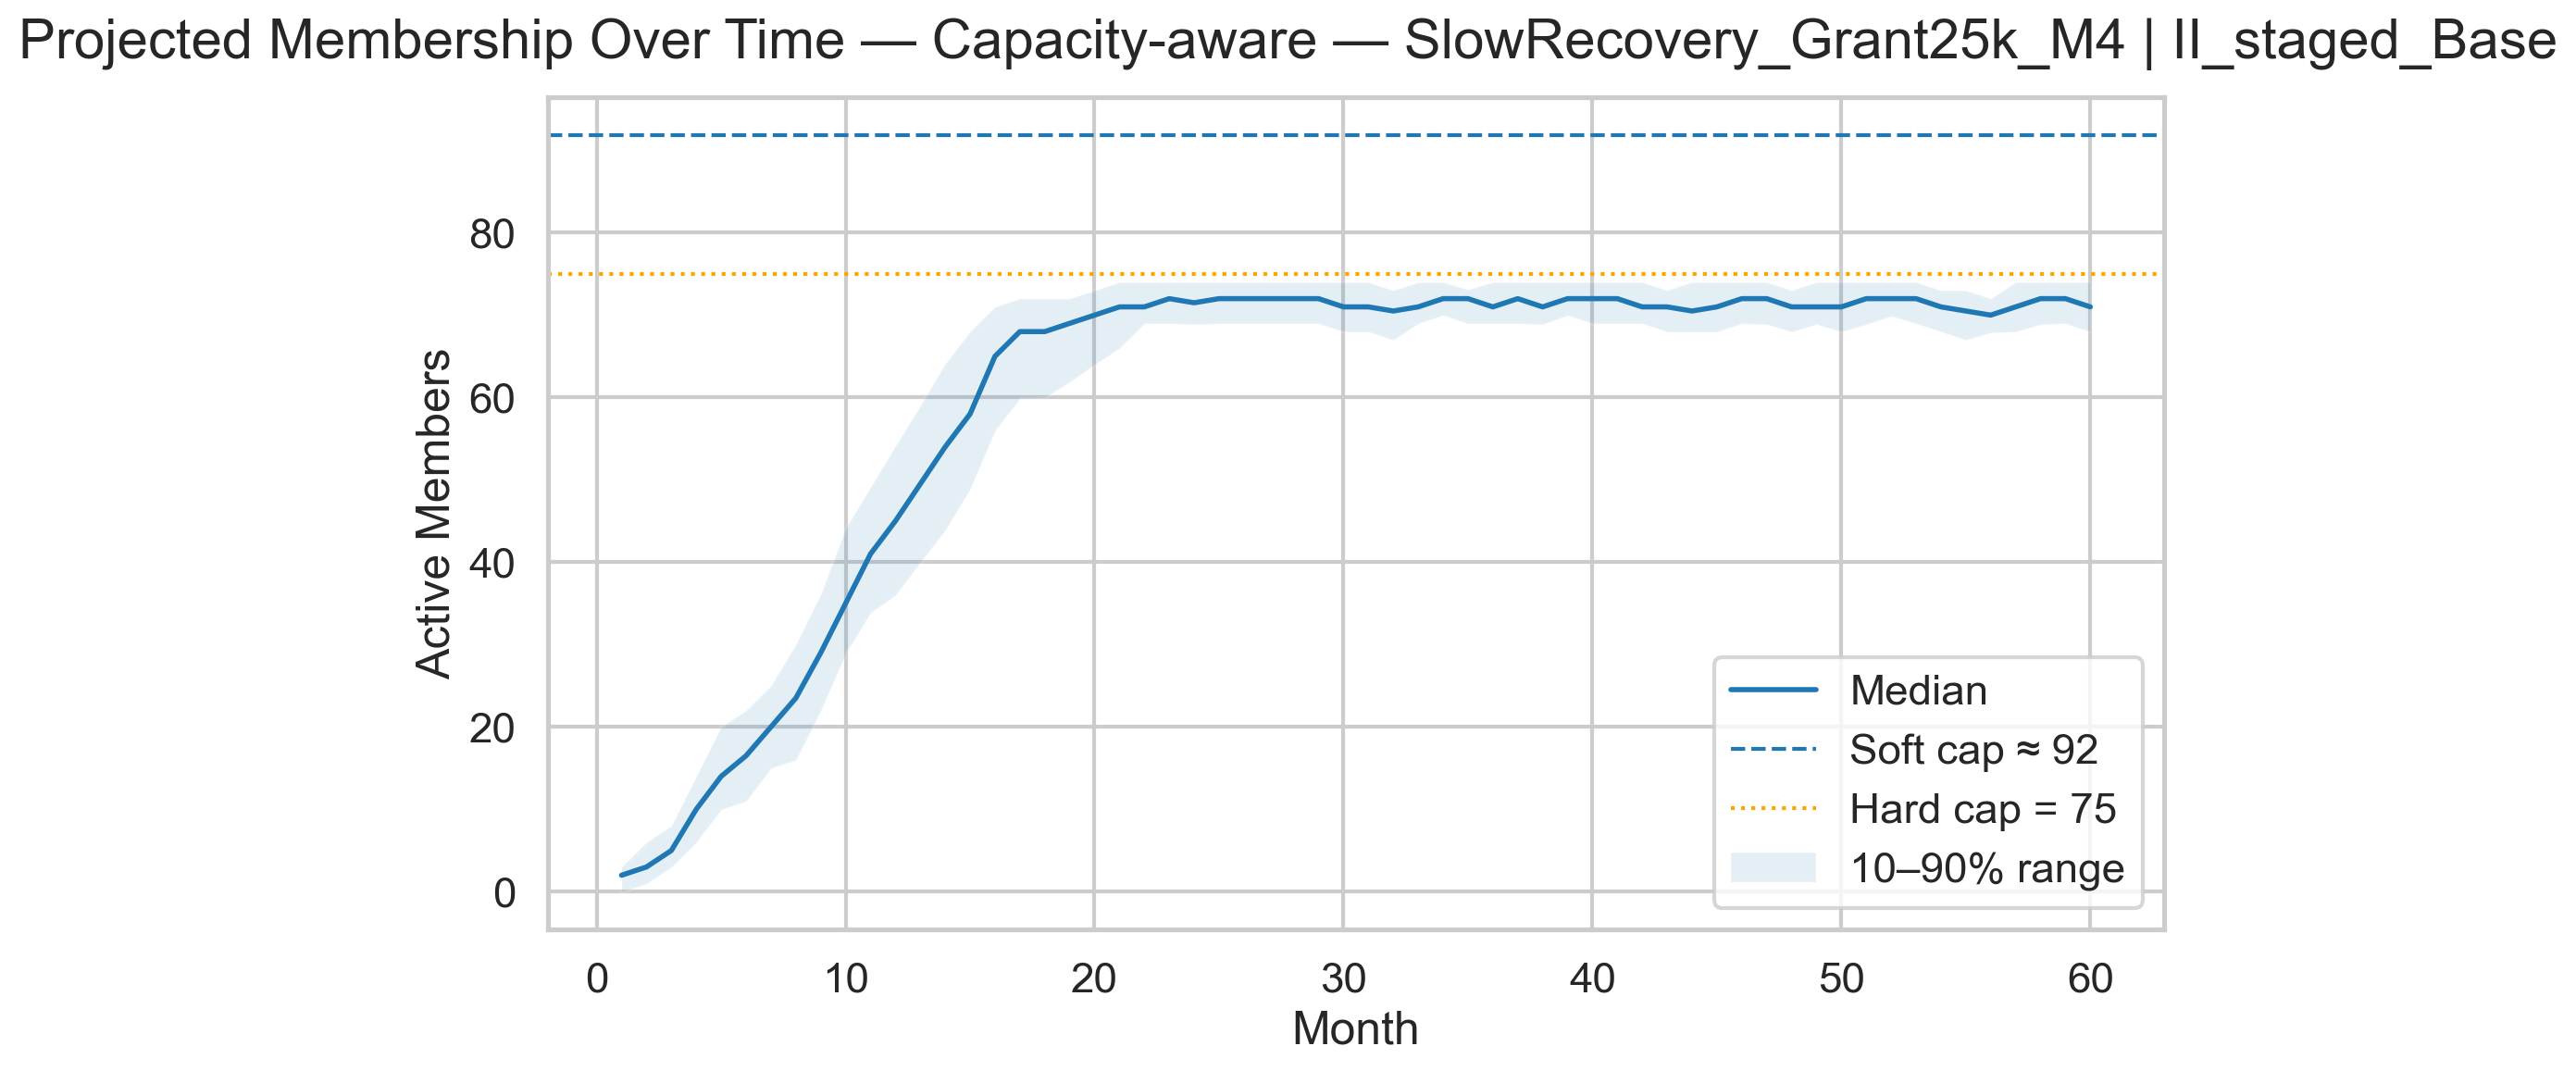 Projected Membership Over Time — Capacity-aware — SlowRecovery_Grant25k_M4 | II_staged_Base
80
60
40
20
0
Active Members
0 10 20 30 40 50 60
Month
Median
Soft cap ≈ 92
Hard cap = 75
10–90% range